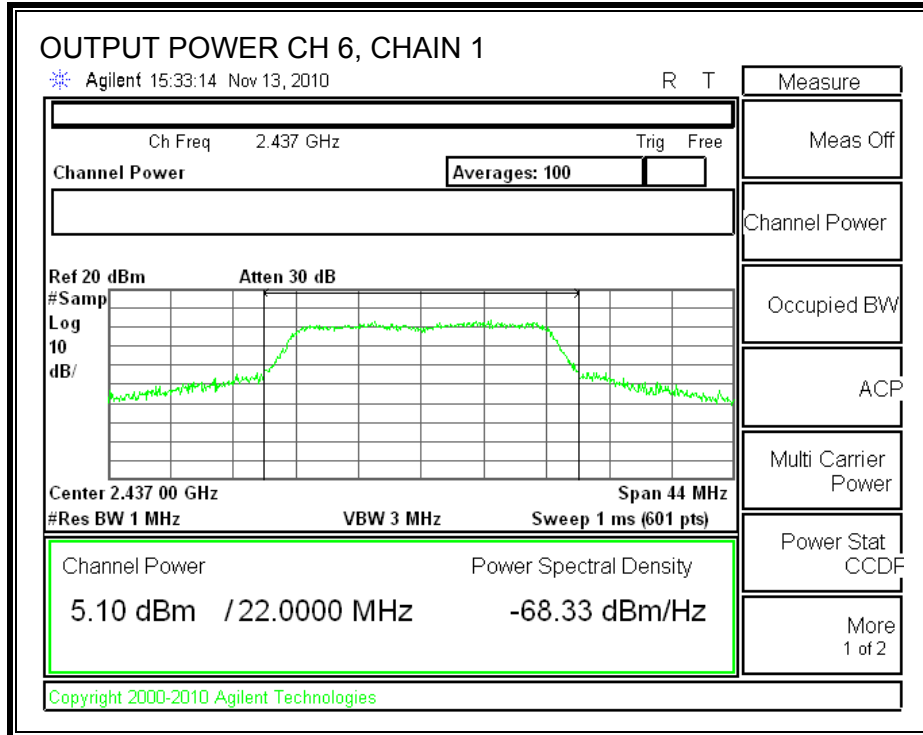 OUTPUT POWER CH 6, CHAIN 1
Agilent 15:33:14 Nov 13, 2010 R T
Ch Freq 2.437 GHz Trig Free
Channel Power Averages: 100
Ref 20 dBm Atten 30 dB
#Samp
Log
10
dB/
Center 2.437 00 GHz Span 44 MHz
#Res BW 1 MHz VBW 3 MHz Sweep 1 ms (601 pts)
Channel Power Power Spectral Density
5.10 dBm / 22.0000 MHz -68.33 dBm/Hz
Copyright 2000-2010 Agilent Technologies
Measure
Meas Off
Channel Power
Occupied BW
ACP
Multi Carrier
Power
Power Stat
CCDF
More
1 of 2